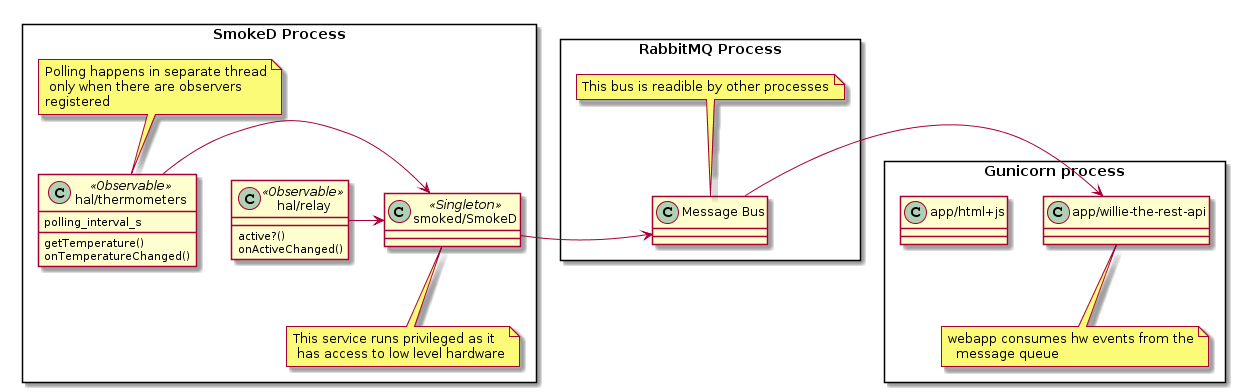 SmokeD Process
Polling happens in separate thread
only when there are observers
registered
C
«Observable»
hal/thermometers
polling_interval_s
getTemperature()
onTemperatureChanged()
C
«Observable»
hal/relay
active?()
onActiveChanged()
C
«Singleton»
smoked/SmokeD
This service runs privileged as it
has access to low level hardware
RabbitMQ Process
This bus is readible by other processes
C Message Bus
Gunicorn process
C app/html+js
C app/willie-the-rest-api
webapp consumes hw events from the
message queue